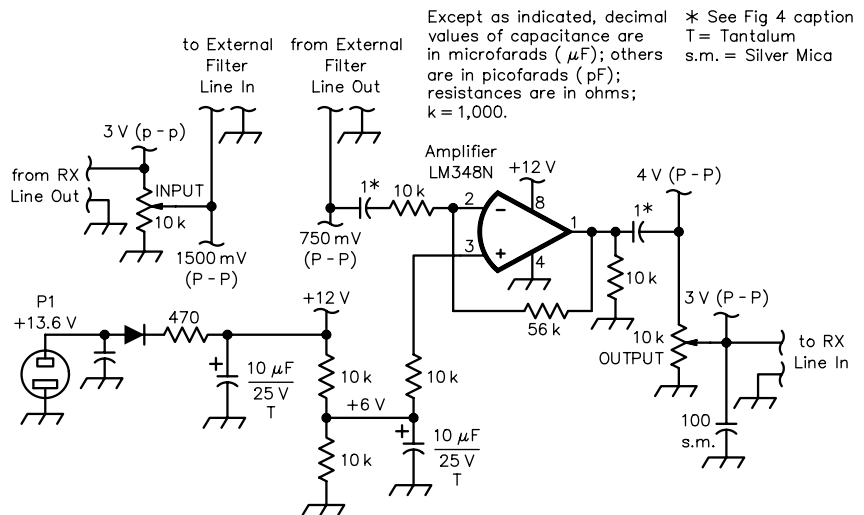 Except as indicated, decimal
values of capacitance are
in microfarads ( μF); others
are in picofarads (pF);
resistances are in ohms;
k = 1,000.
* See Fig 4 caption
T = Tantalum
s.m. = Silver Mica
to External
Filter
Line In
from External
Filter
Line Out
3 V (p - p)
from RX
Line Out
INPUT
10 k
1500 mV
(P - P)
1*
10 k
750 mV
(P - P)
Amplifier
LM348N
+12 V
2
8
–
1
3
+
4
56 k
10 k
1*
4 V (P - P)
3 V (P - P)
10 k
OUTPUT
to RX
Line In
100
s.m.
P1
+13.6 V
470
+12 V
+
10 μF
25 V
T
10 k
10 k
+6 V
+
10 μF
25 V
T
10 k